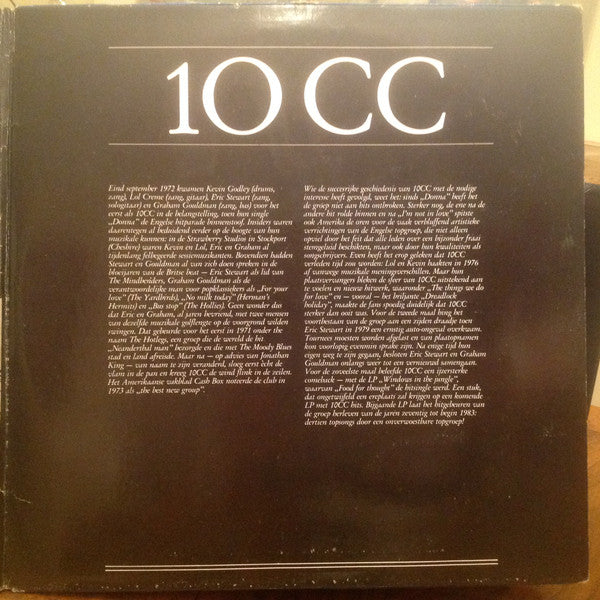 10 CC
Eind september 1972 kwamen Kevin Godley (drums,
zang), Lol Creme (zang, gitaar), Eric Stewart (zang,
sologitaar) en Graham Gouldman (zang, bas) voor het
eerst als 10CC in de belangstelling, toen hun single
„Donna” de Engelse hitparade binnenstoof. Insiders waren
daarentegen al beduidend eerder op de hoogte van hun
muzikale kunnen: in de Strawberry Studios in Stockport
(Cheshire) waren Kevin en Lol, Eric en Graham al
tijdenlang felbegeerde sessiemuzikanten. Bovendien hadden
Stewart en Gouldman al van zich doen spreken in de
bloeijaren van de Britse beat — Eric Stewart als lid van
The Mindbenders, Graham Gouldman als de
verantwoordelijke man voor popklassiekers als „For your
love” (The Yardbirds), „No milk today” (Herman's
Hermits) en „Bus stop” (The Hollies). Geen wonder dus
dat Eric en Graham, al jaren bevriend, met twee mensen
van dezelfde muzikale golflengte op de voorgrond wilden
zwingen. Dat gebeurde voor het eerst in 1971 onder de
naam The Hotlegs, een groep die de wereld de hit
„Neanderthal man” bezorgde en die met The Moody Blues
stad en land afreisde. Maar na — op advies van Jonathan
King — van naam te zijn veranderd, sloeg eerst echt de
vlam in de pan en kreeg 10CC de wind flink in de zeilen.
Het Amerikaanse vakblad Cash Box noteerde de club in
1973 als „the best new group”.
Wie de succesrijke geschiedenis van 10CC met de nodige
interesse heeft gevolgd, weet het: sinds „Donna” heeft het
de groep niet aan hits ontbroken. Sterker nog, de ene na de
andere hit rolde binnen en na „I'm not in love” spitste
ook Amerika de oren voor de vaak verbluffend artistieke
verrichtingen van de Engelse topgroep, die niet alleen
opviel door het feit dat alle leden over een bijzonder fraai
stemgeluid beschikten, maar ook door hun kwaliteiten als
songschrijvers. Even heeft het erop geleken dat 10CC
verleden tijd zou worden: Lol en Kevin haakten in 1976
af vanwege muzikale meningsverschillen. Maar hun
plaatsvervangers bleken de sfeer van 10CC uitstekend aan
te voelen en nieuw hitwerk, waaronder „The things we do
for love” en — vooral — het briljante „Dreadlock
holiday”, maakte de fans spoedig duidelijk dat 10CC
sterker dan ooit was. Voor de tweede maal hing het
voortbestaan van de groep aan een zijden draadje toen
Eric Stewart in 1979 een ernstig auto-ongeval overkwam.
Tournees moesten worden afgelast en van plaatopnamen
kon voorlopig evenmin sprake zijn. Na enige tijd hun
eigen weg te zijn gegaan, besloten Eric Stewart en Graham
Gouldman onlangs weer tot een vernieuwd samengaan.
Voor de zoveelste maal beleefde 10CC een ijzersterke
comeback — met de LP „Windows in the jungle”,
waarvan „Food for thought” de hitsingle werd. Een stuk,
dat ongetwijfeld een ereplaats zal krijgen op een komende
LP met 10CC hits. Bijgaande LP laat het hitgebeuren van
de groep herleven van de jaren zeventig tot begin 1983:
dertien topsongs door een onverwoestbare topgroep!